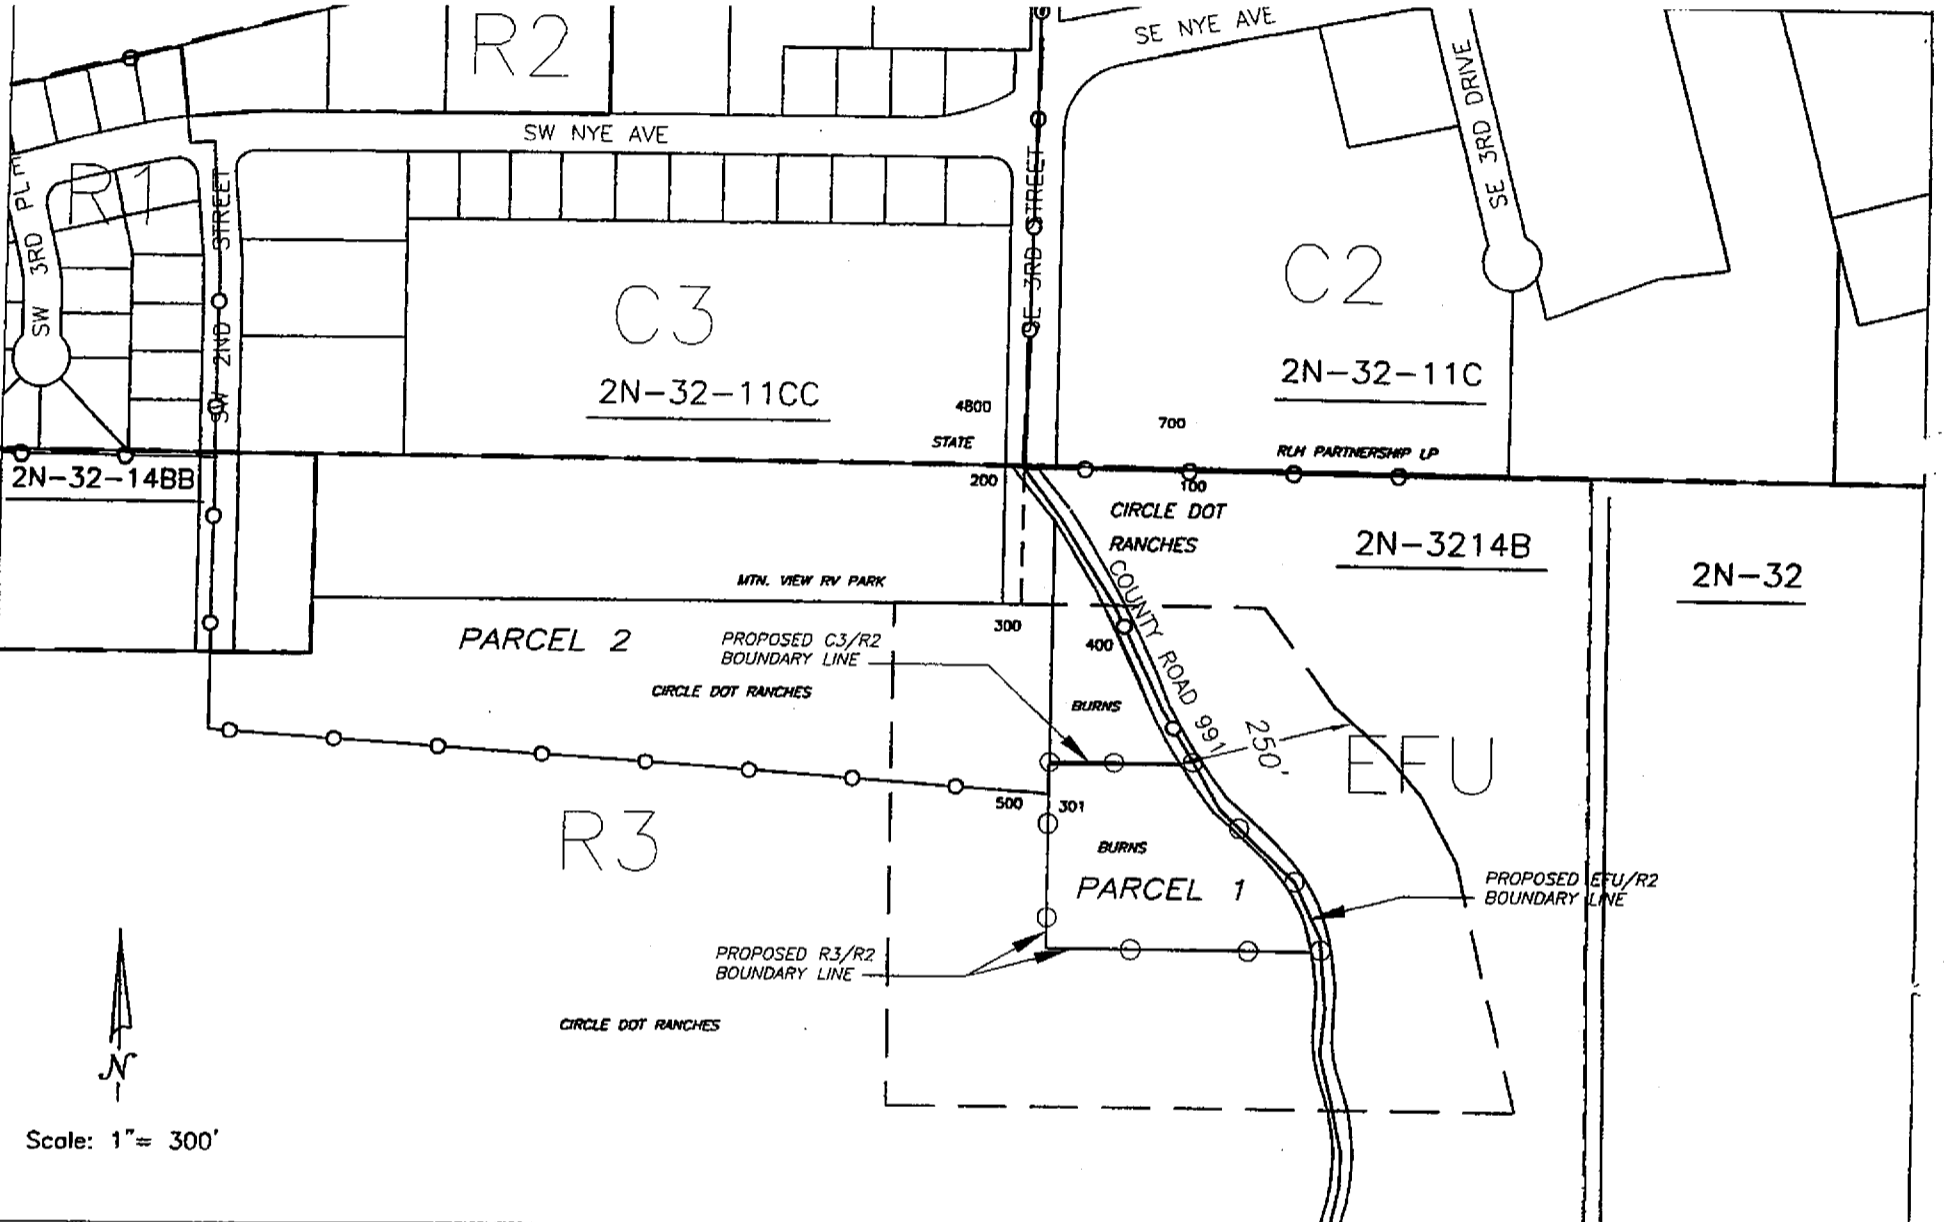 R2
SE NYE AVE
SE 3RD DRIVE
SW NYE AVE
R1
SW 3RD PL
SW 2ND STREET
SE 3RD STREET
C3
C2
2N-32-11CC
2N-32-11C
4800
700
STATE
RLH PARTNERSHIP LP
2N-32-14BB
200
100
CIRCLE DOT
RANCHES
2N-3214B
2N-32
MTN. VIEW RV PARK
COUNTY ROAD 991
PARCEL 2
PROPOSED C3/R2
BOUNDARY LINE
300
400
CIRCLE DOT RANCHES
BURNS
250'
EFU
500
301
R3
BURNS
PARCEL 1
PROPOSED EFU/R2
BOUNDARY LINE
PROPOSED R3/R2
BOUNDARY LINE
CIRCLE DOT RANCHES
N
Scale: 1"= 300'